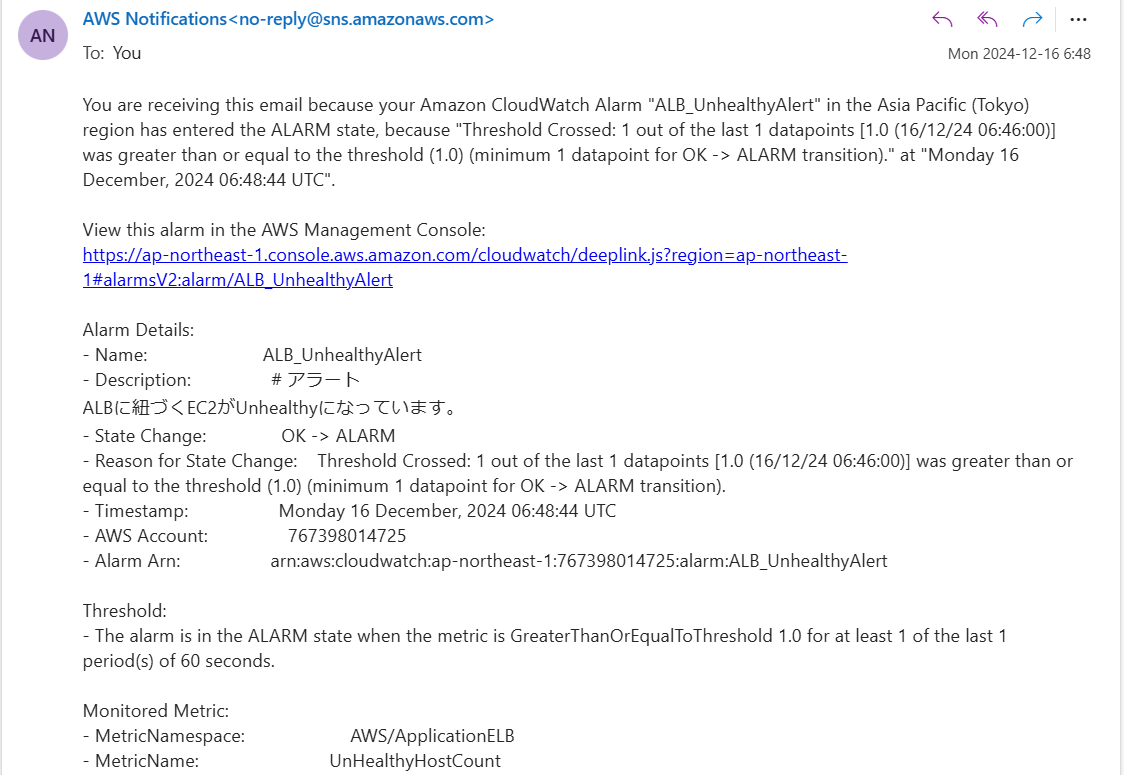 AN
AWS Notifications<no-reply@sns.amazonaws.com>
To: You
Mon 2024-12-16 6:48
You are receiving this email because your Amazon CloudWatch Alarm "ALB_UnhealthyAlert" in the Asia Pacific (Tokyo)
region has entered the ALARM state, because "Threshold Crossed: 1 out of the last 1 datapoints [1.0 (16/12/24 06:46:00)]
was greater than or equal to the threshold (1.0) (minimum 1 datapoint for OK -> ALARM transition)." at "Monday 16
December, 2024 06:48:44 UTC".
View this alarm in the AWS Management Console:
https://ap-northeast-1.console.aws.amazon.com/cloudwatch/deeplink.js?region=ap-northeast-
1#alarmsV2:alarm/ALB_UnhealthyAlert
Alarm Details:
- Name: ALB_UnhealthyAlert
- Description: # アラート
ALBに紐づくEC2がUnhealthyになっています。
- State Change: OK -> ALARM
- Reason for State Change: Threshold Crossed: 1 out of the last 1 datapoints [1.0 (16/12/24 06:46:00)] was greater than or
equal to the threshold (1.0) (minimum 1 datapoint for OK -> ALARM transition).
- Timestamp: Monday 16 December, 2024 06:48:44 UTC
- AWS Account: 767398014725
- Alarm Arn: arn:aws:cloudwatch:ap-northeast-1:767398014725:alarm:ALB_UnhealthyAlert
Threshold:
- The alarm is in the ALARM state when the metric is GreaterThanOrEqualToThreshold 1.0 for at least 1 of the last 1
period(s) of 60 seconds.
Monitored Metric:
- MetricNamespace: AWS/ApplicationELB
- MetricName: UnHealthyHostCount